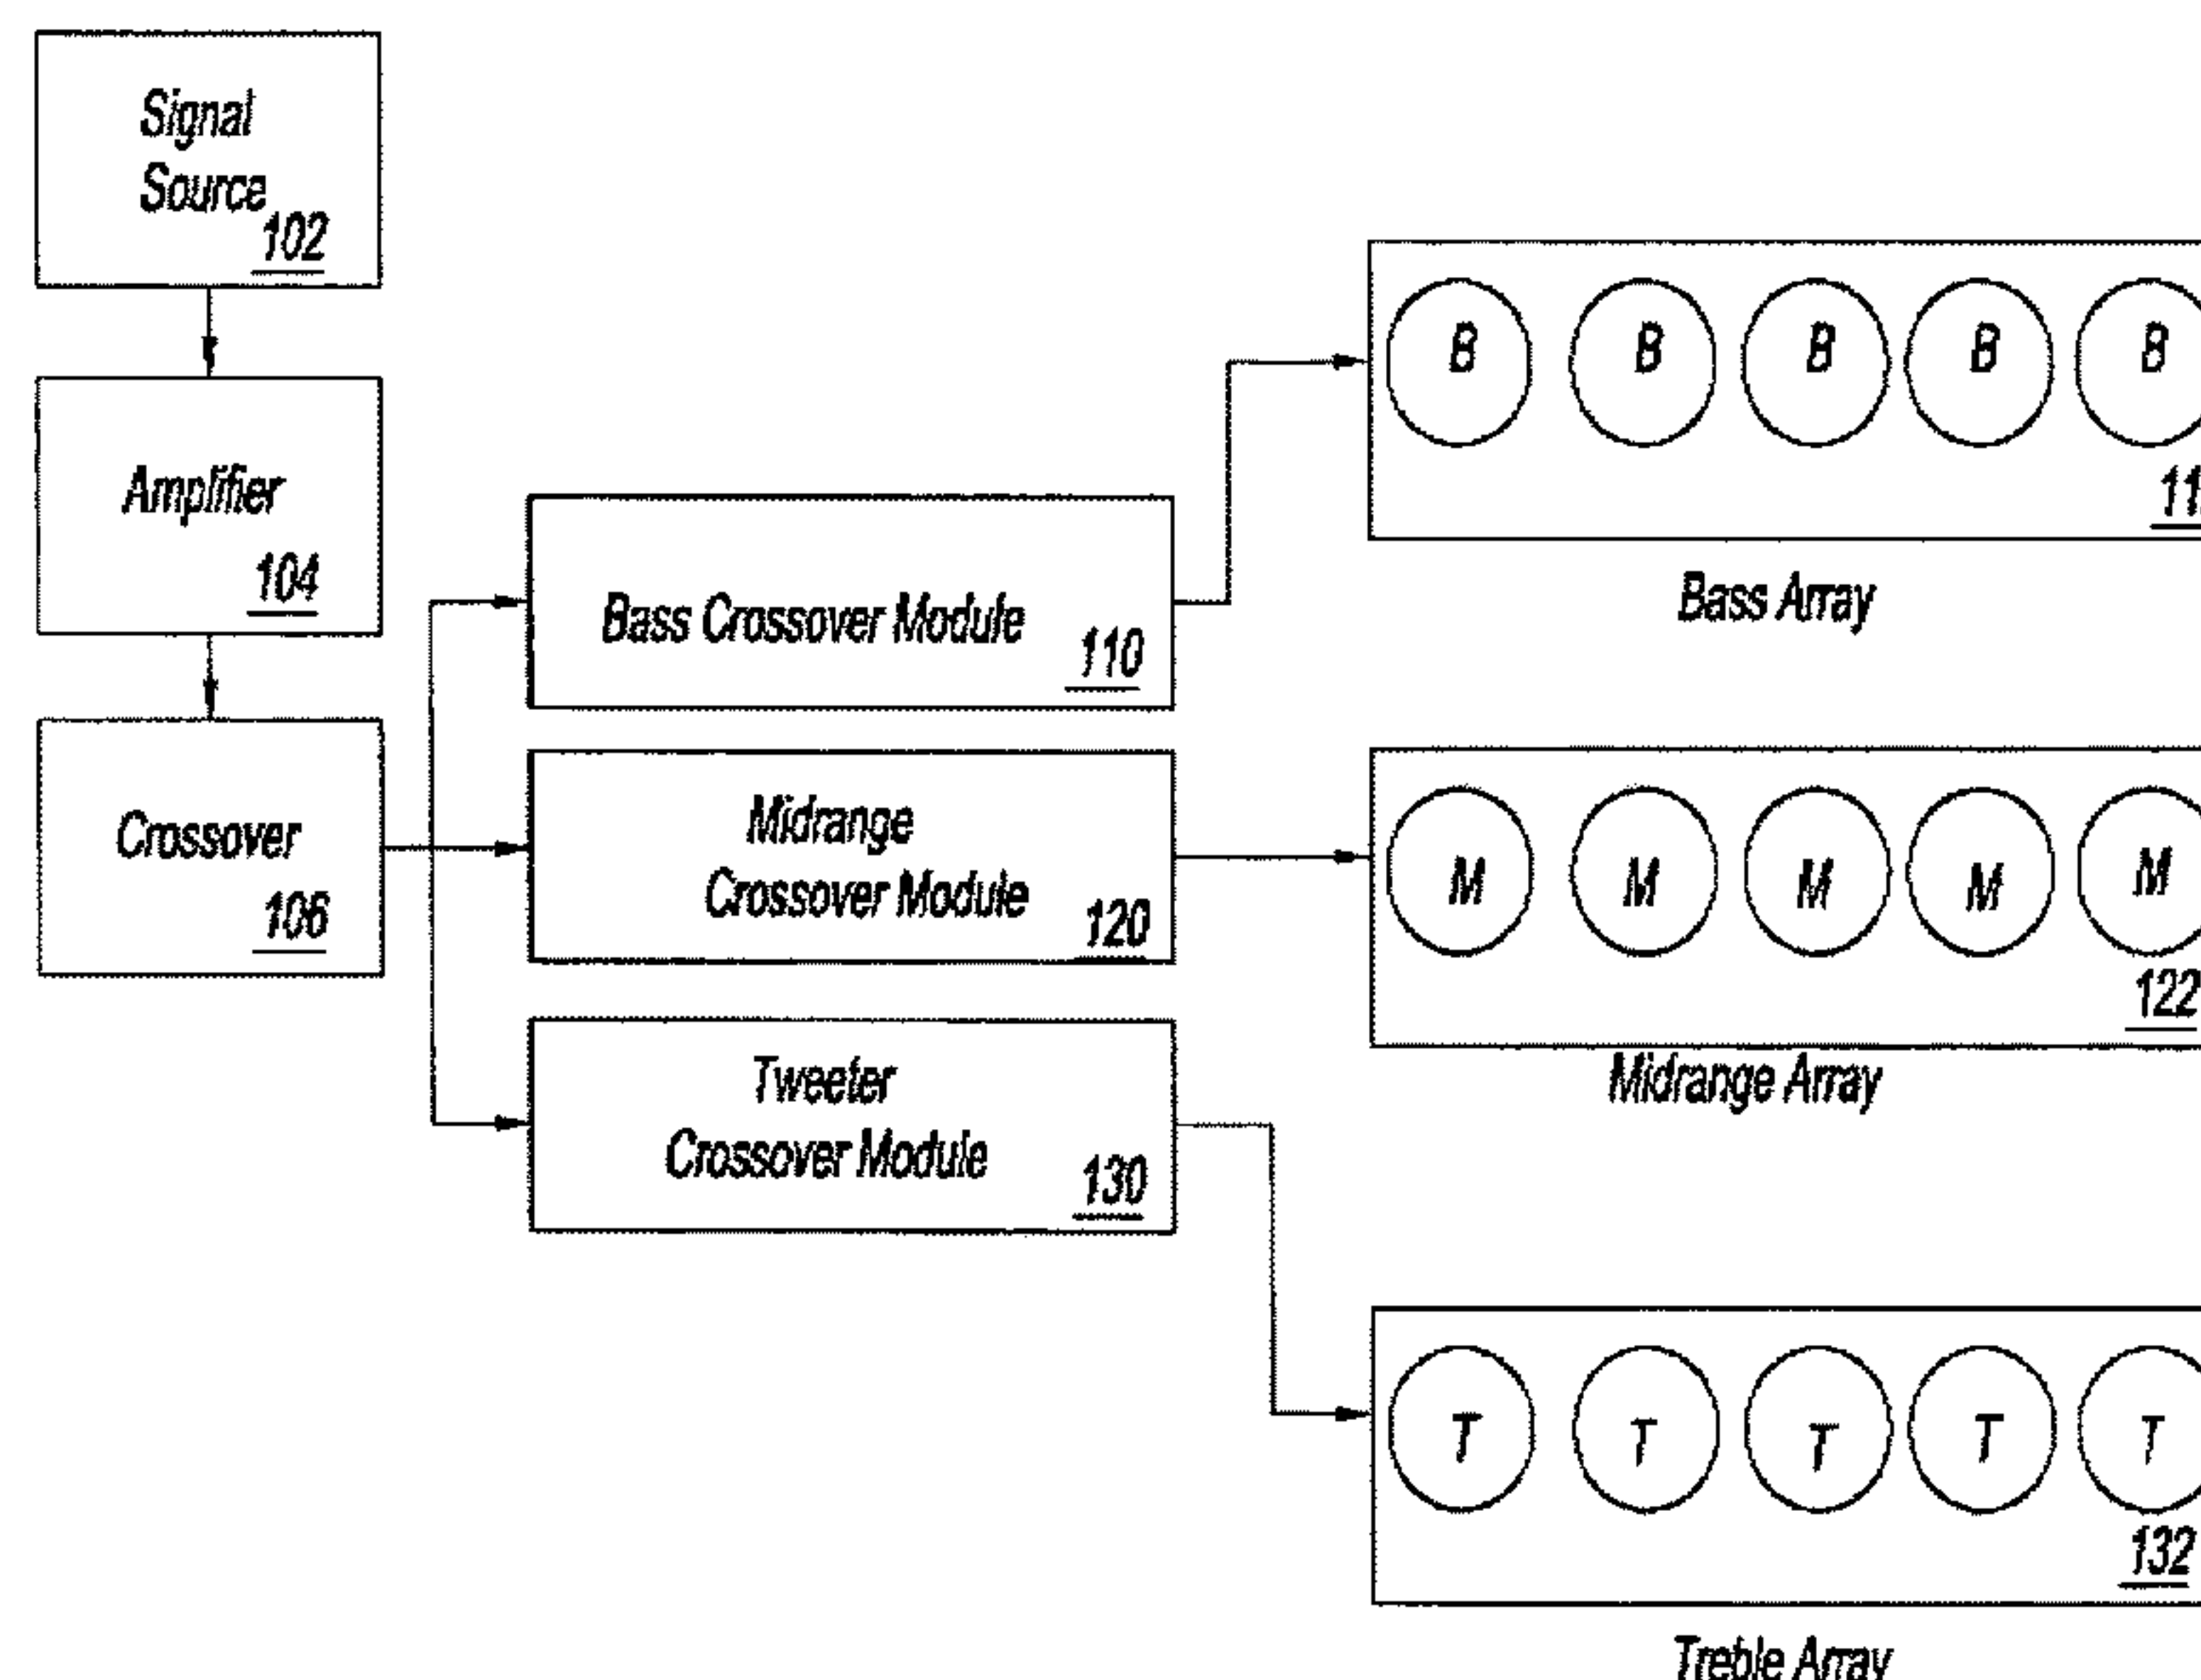 Signal
Source
102
Amplifier
104
Crossover
106
Bass Crossover Module
110
Midrange
Crossover Module
120
Tweeter
Crossover Module
130
B B B B B
Bass Array
M M M M M
122
Midrange Array
T T T T T
132
Treble Array